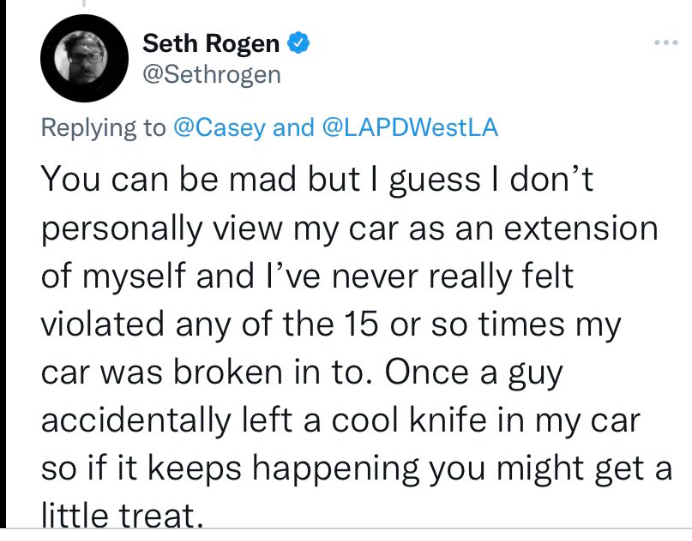 Seth Rogen
@Sethrogen
Replying to @Casey and @LAPDWestLA
You can be mad but I guess I don’t
personally view my car as an extension
of myself and I’ve never really felt
violated any of the 15 or so times my
car was broken in to. Once a guy
accidentally left a cool knife in my car
so if it keeps happening you might get a
little treat.